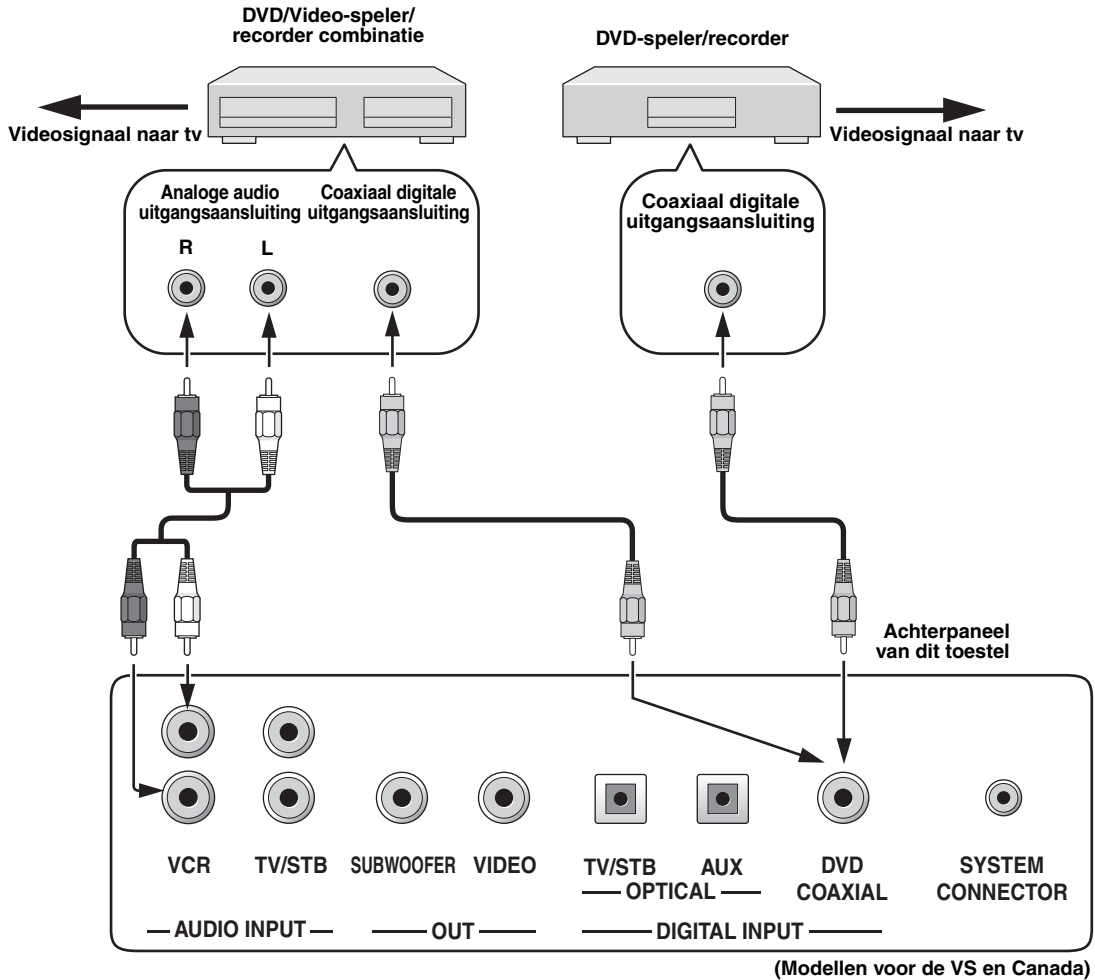 DVD/Video-speler/
recorder combinatie
DVD-speler/recorder
Videosignaal naar tv
Videosignaal naar tv
Analoge audio
uitgangsaansluiting
Coaxiaal digitale
uitgangsaansluiting
Coaxiaal digitale
uitgangsaansluiting
R
L
Achterpaneel
van dit toestel
VCR
TV/STB
SUBWOOFER
VIDEO
TV/STB
AUX
DVD
SYSTEM
OPTICAL
COAXIAL
CONNECTOR
AUDIO INPUT
OUT
DIGITAL INPUT
(Modellen voor de VS en Canada)